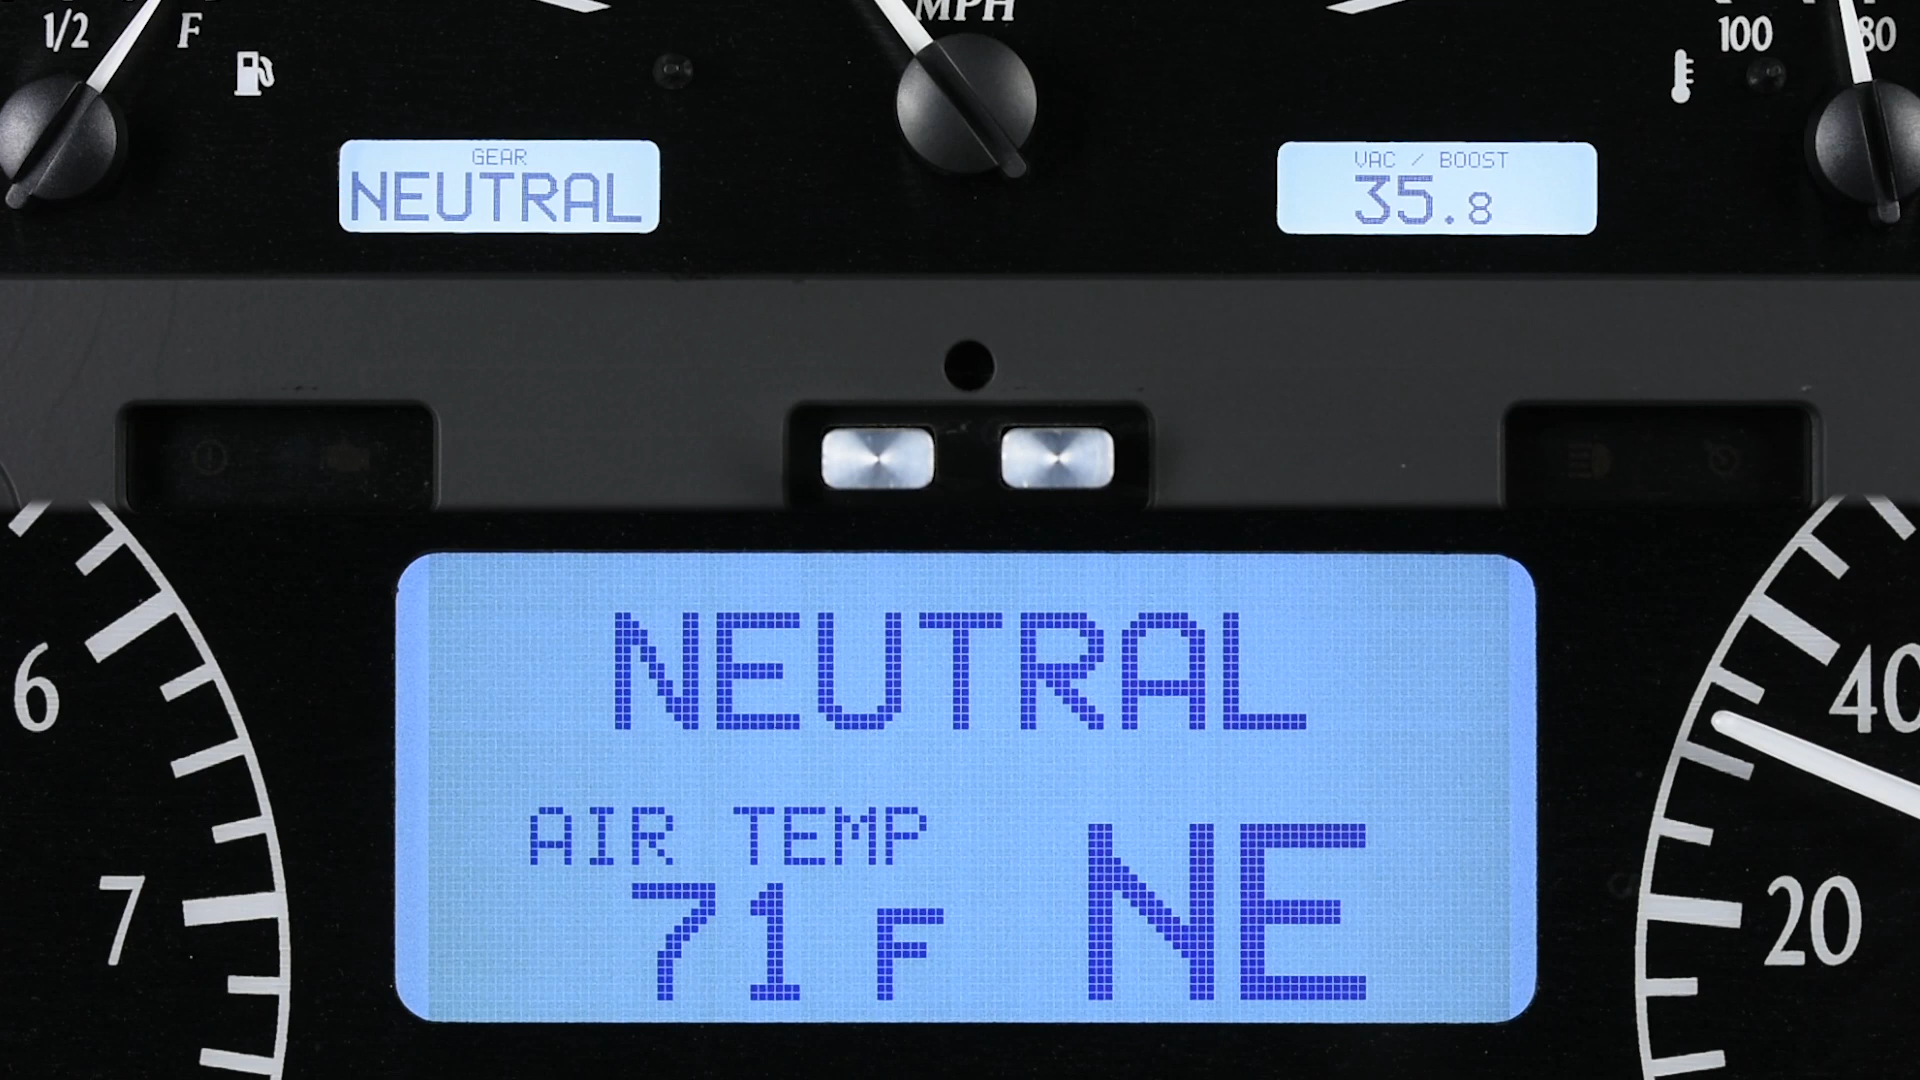 1/2 F
MPH
100 80
GEAR
NEUTRAL
VAC / BOOST
35.8
NEUTRAL
AIR TEMP
71 F
NE
6
7
40
20